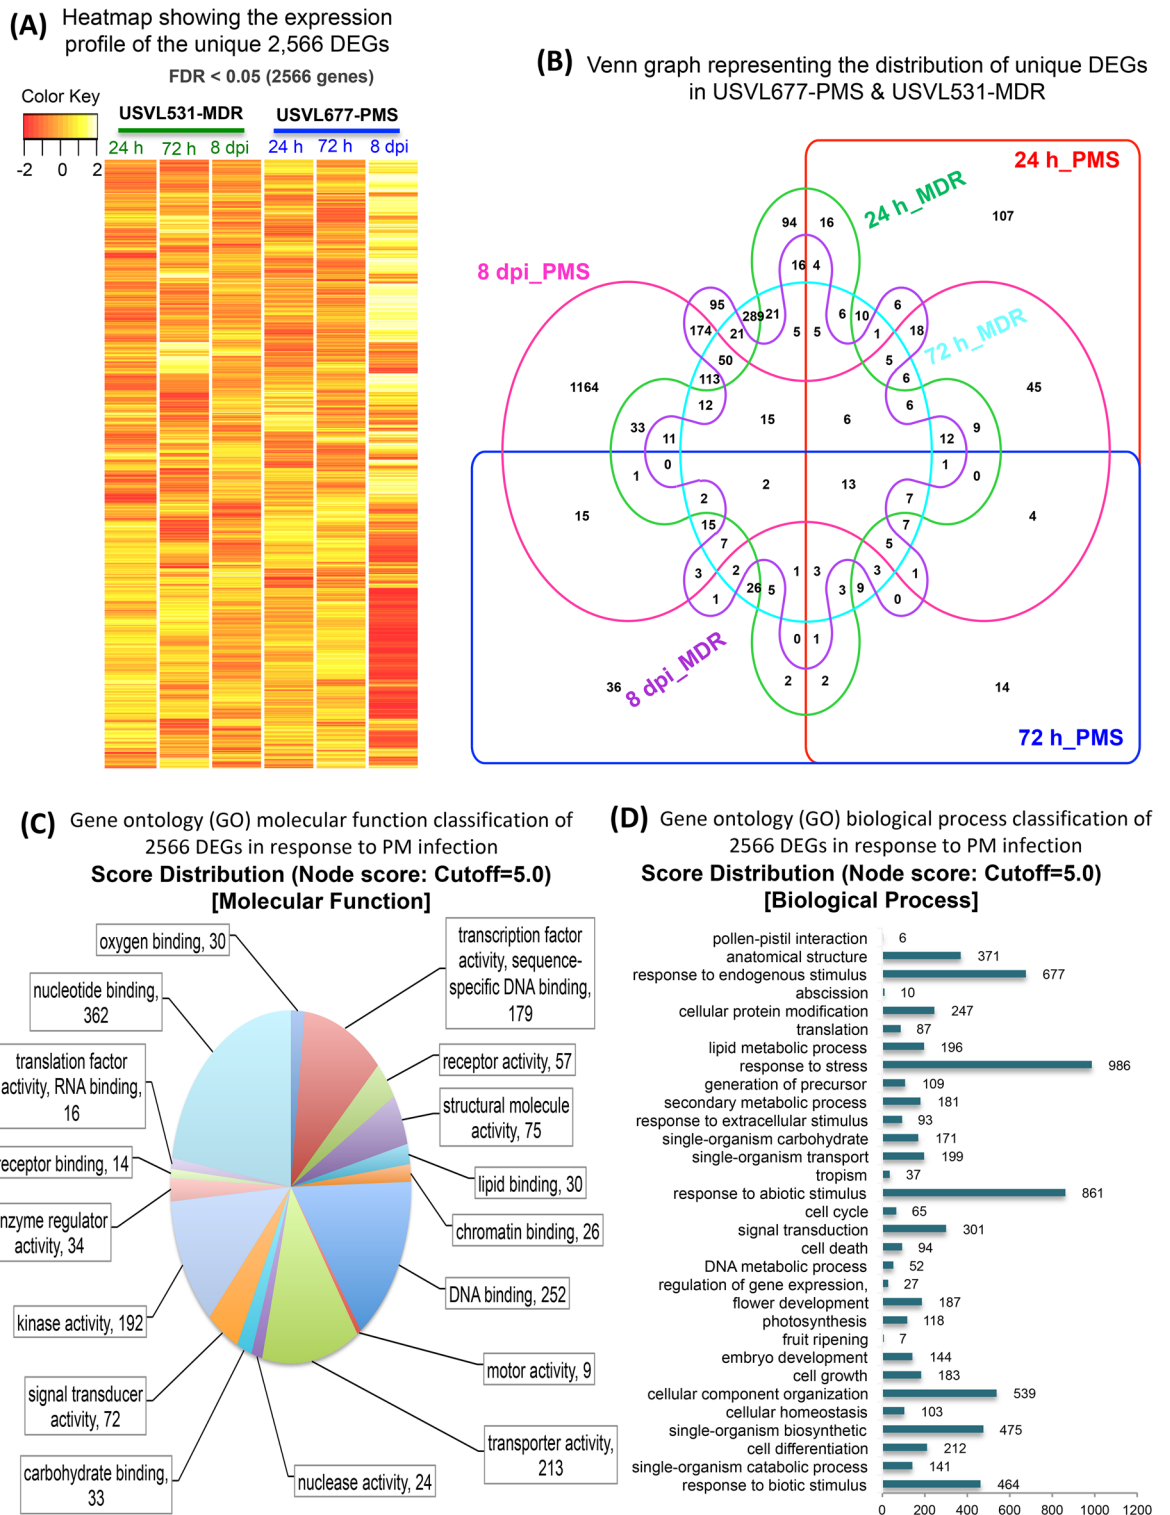 (A) Heatmap showing the expression
profile of the unique 2,566 DEGs
FDR < 0.05 (2566 genes)
Color Key
-2 0 2
USVL531-MDR USVL677-PMS
24 h 72 h 8 dpi 24 h 72 h 8 dpi
(B) Venn graph representing the distribution of unique DEGs
in USVL677-PMS & USVL531-MDR
24 h_PMS
24 h_MDR
107
94 16
8 dpi_PMS
16 4
95 289 21 6 10 6
72 h_MDR
174 21 5 5 1 18
50 5
113 6
1164 12 15 6 6 45
33 11 12 9
1 0 1 0
2 2 13 7
15 15 7 4
7 5
3 2 1 3 3 1
1 26 5 3 9 0
8 dpi_MDR
0 1
36 2 2 14
72 h_PMS
(C) Gene ontology (GO) molecular function classification of
2566 DEGs in response to PM infection
Score Distribution (Node score: Cutoff=5.0)
[Molecular Function]
oxygen binding, 30
transcription factor
activity, sequence-
specific DNA binding,
179
receptor activity, 57
structural molecule
activity, 75
lipid binding, 30
chromatin binding, 26
DNA binding, 252
motor activity, 9
transporter activity,
213
nuclease activity, 24
carbohydrate binding,
33
signal transducer
activity, 72
kinase activity, 192
nzyme regulator
activity, 34
receptor binding, 14
translation factor
activity, RNA binding,
16
nucleotide binding,
362
(D) Gene ontology (GO) biological process classification of
2566 DEGs in response to PM infection
Score Distribution (Node score: Cutoff=5.0)
[Biological Process]
pollen-pistil interaction 6
anatomical structure 371
response to endogenous stimulus 677
abscission 10
cellular protein modification 247
translation 87
lipid metabolic process 196
response to stress 986
generation of precursor 109
secondary metabolic process 181
response to extracellular stimulus 93
single-organism carbohydrate 171
single-organism transport 199
tropism 37
response to abiotic stimulus 861
cell cycle 65
signal transduction 301
cell death 94
DNA metabolic process 52
regulation of gene expression, 27
flower development 187
photosynthesis 118
fruit ripening 7
embryo development 144
cell growth 183
cellular component organization 539
cellular homeostasis 103
single-organism biosynthetic 475
cell differentiation 212
single-organism catabolic process 141
response to biotic stimulus 464
0 200 400 600 800 1000 1200